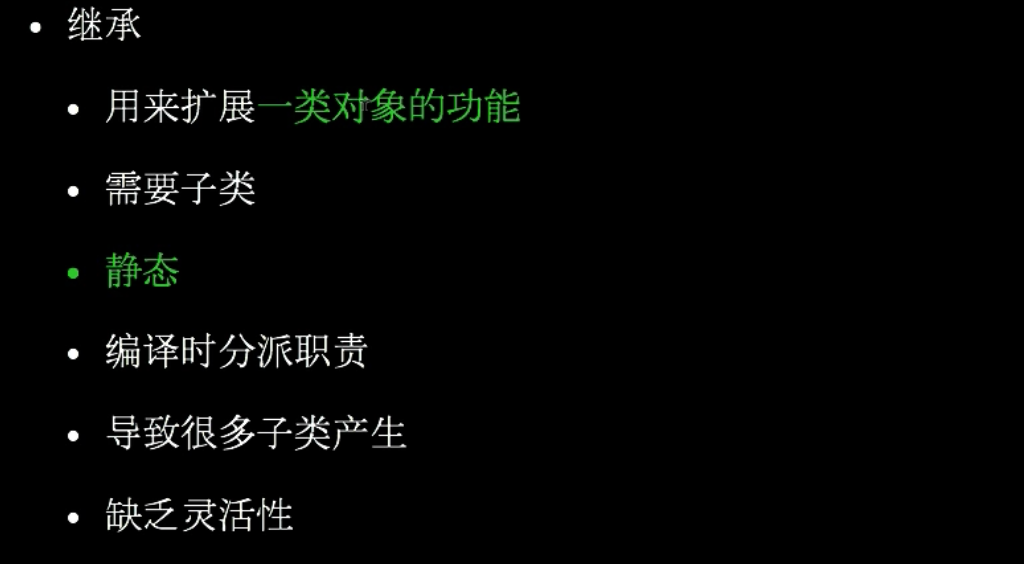 继承
用来扩展一类对象的功能
需要子类
静态
编译时分派职责
导致很多子类产生
缺乏灵活性